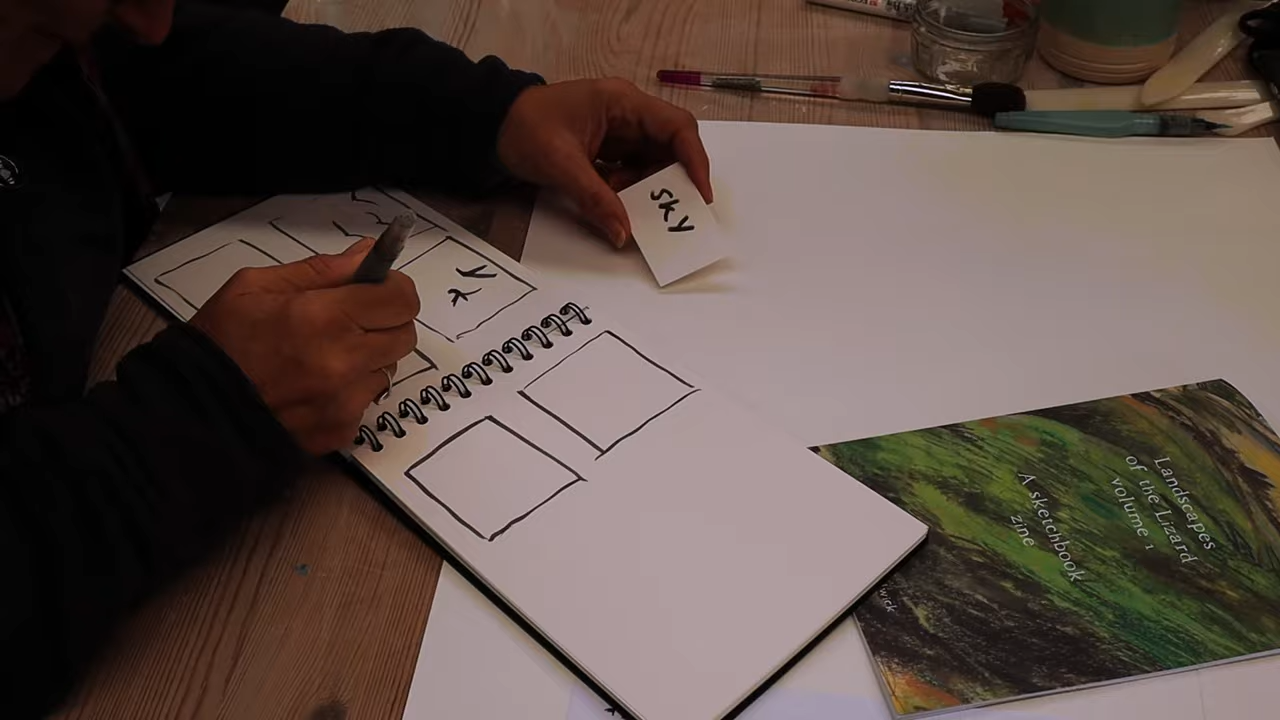 sky
Landscapes
of the Lizard
volume 1
A sketchbook
zine